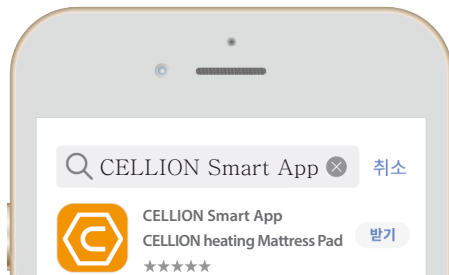 CELLION Smart App 취소
CELLION Smart App
CELLION heating Mattress Pad 받기
★★★★★